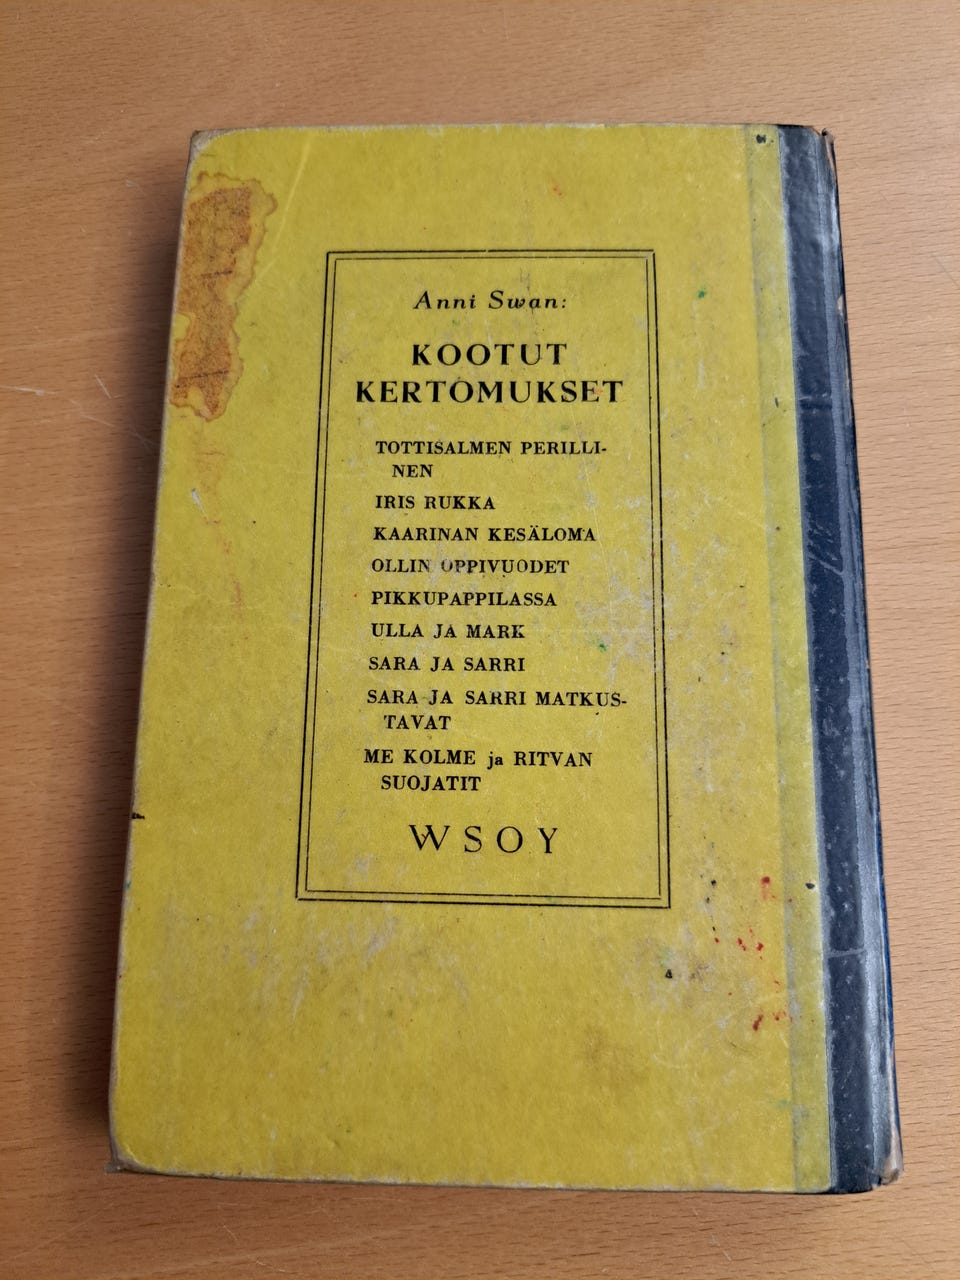 Anni Swan:
KOOTUT
KERTOMUKSET
TOTTISALMEN PERILLI-
NEN
IRIS RUKKA
KAARINAN KESÄLOMA
OLLIN OPPIVUODET
PIKKUPAPPILASSA
ULLA JA MARK
SARA JA SARRI
SARA JA SARRI MATKUS-
TAVAT
ME KOLME ja RITVAN
SUOJATIT
WSOY